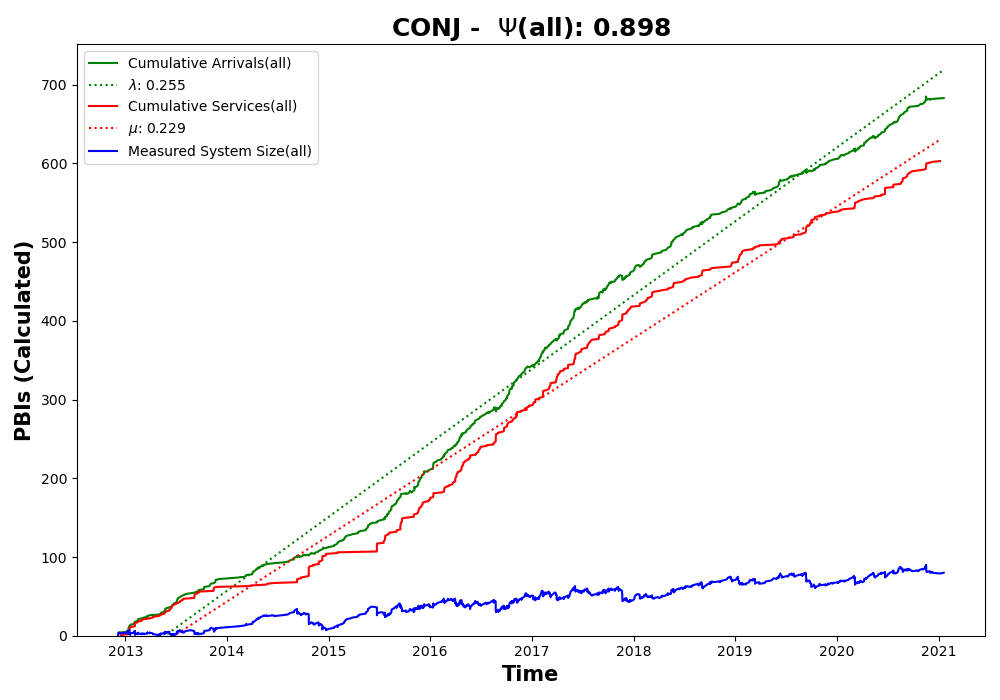 CONJ - Ψ(all): 0.898
Cumulative Arrivals(all)
λ: 0.255
Cumulative Services(all)
μ: 0.229
Measured System Size(all)
PBIs (Calculated)
700
600
500
400
300
200
100
0
2013 2014 2015 2016 2017 2018 2019 2020 2021
Time